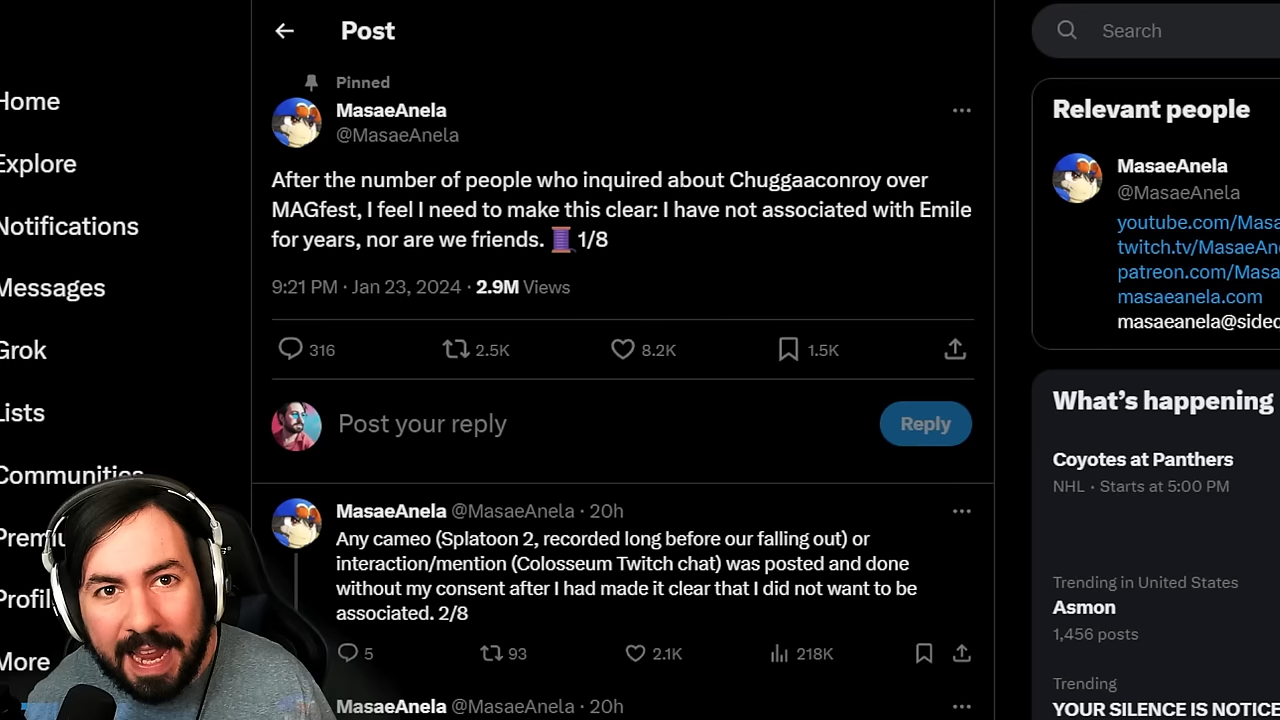 Post
Search
Home
Explore
Notifications
Messages
Grok
Lists
Communities
Premi
Profil
More
Pinned
MasaeAnela
@MasaeAnela
After the number of people who inquired about Chuggaaconroy over
MAGfest, I feel I need to make this clear: I have not associated with Emile
for years, nor are we friends. 🧵 1/8
9:21 PM · Jan 23, 2024 · 2.9M Views
316 2.5K 8.2K 1.5K
Post your reply
Reply
MasaeAnela @MasaeAnela · 20h
Any cameo (Splatoon 2, recorded long before our falling out) or
interaction/mention (Colosseum Twitch chat) was posted and done
without my consent after I had made it clear that I did not want to be
associated. 2/8
5 93 2.1K 218K
MasaeAnela @MasaeAnela · 20h
Relevant people
MasaeAnela
@MasaeAnela
youtube.com/Masa
twitch.tv/MasaeAn
patreon.com/Masa
masaeanela.com
masaeanela@sidec
What's happening
Coyotes at Panthers
NHL · Starts at 5:00 PM
Trending in United States
Asmon
1,456 posts
Trending
YOUR SILENCE IS NOTICE